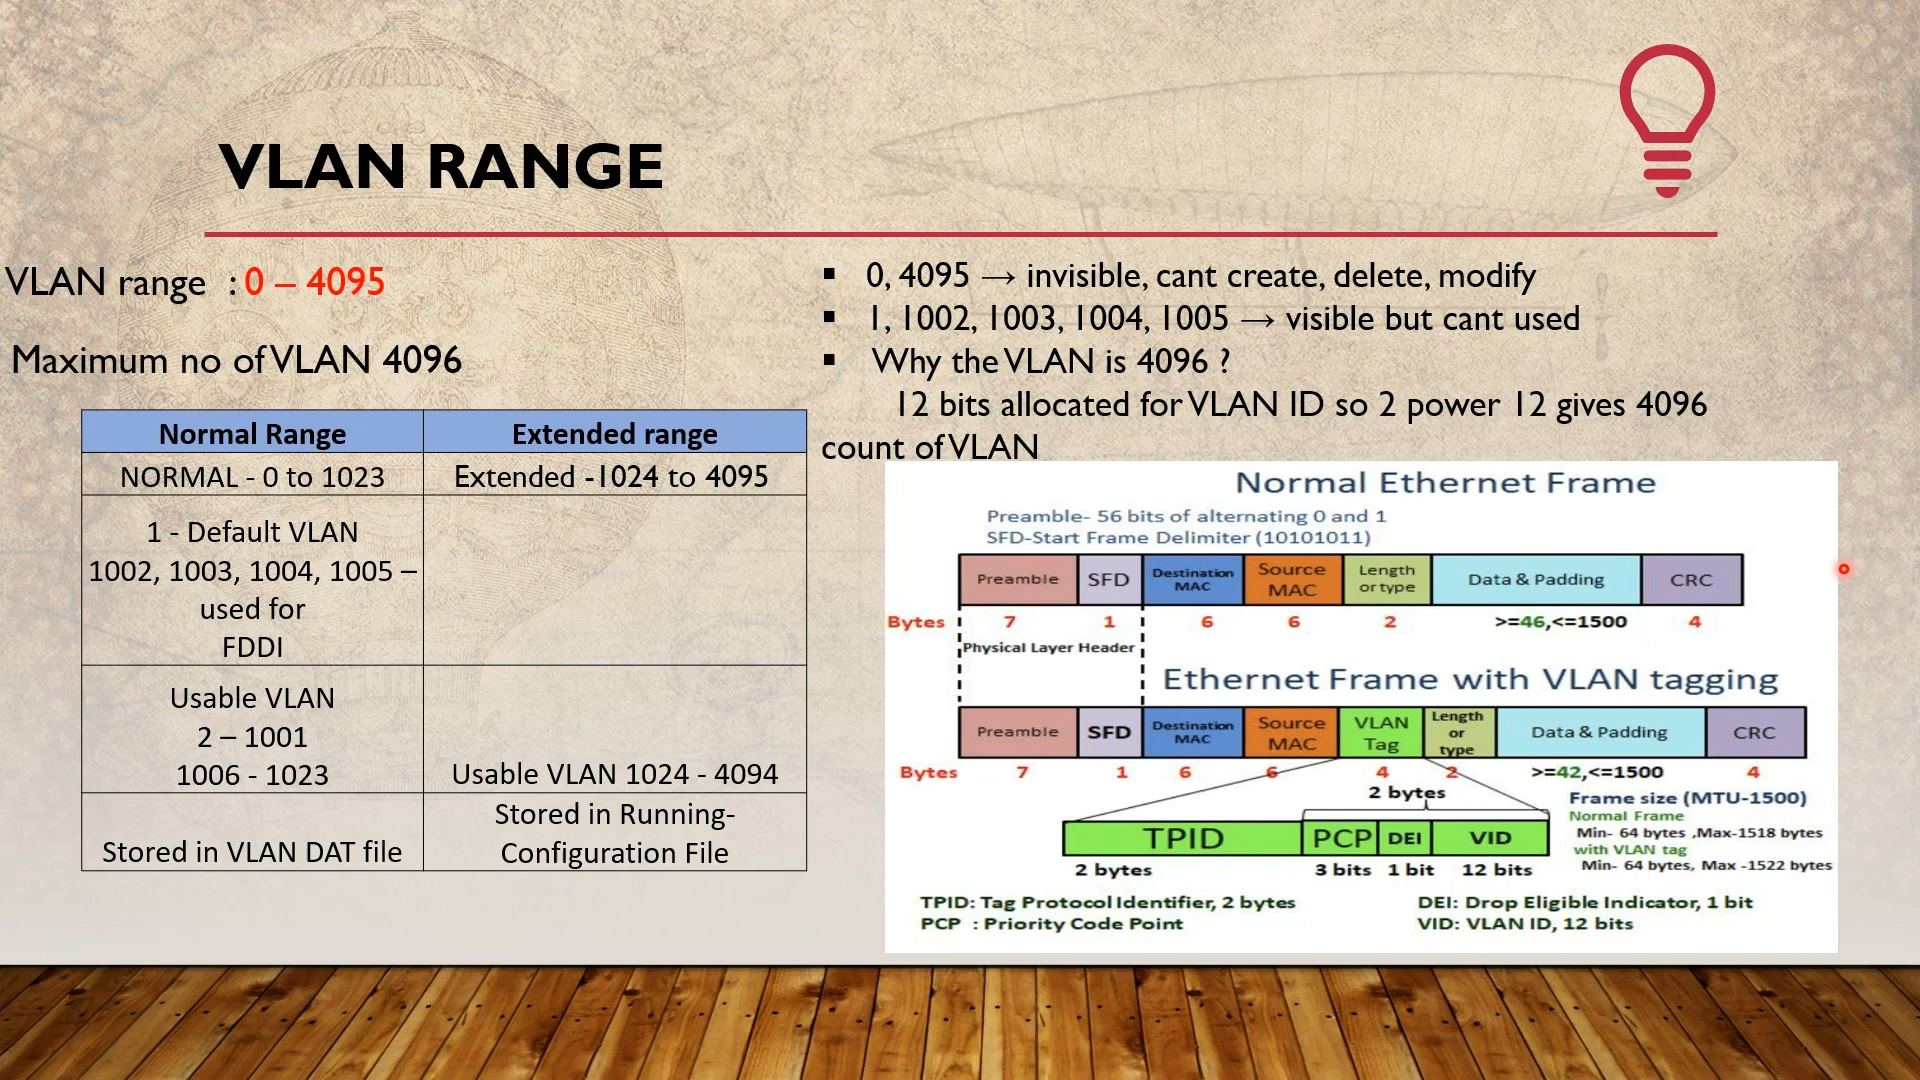 VLAN RANGE
VLAN range : 0 – 4095
Maximum no of VLAN 4096
Normal Range Extended range
NORMAL - 0 to 1023 Extended -1024 to 4095
1 - Default VLAN
1002, 1003, 1004, 1005 –
used for
FDDI
Usable VLAN
2 – 1001
1006 - 1023 Usable VLAN 1024 - 4094
Stored in VLAN DAT file
Stored in Running-
Configuration File
▪ 0, 4095 → invisible, cant create, delete, modify
▪ 1, 1002, 1003, 1004, 1005 → visible but cant used
▪ Why the VLAN is 4096 ?
12 bits allocated for VLAN ID so 2 power 12 gives 4096
count of VLAN
Normal Ethernet Frame
Preamble- 56 bits of alternating 0 and 1
SFD-Start Frame Delimiter (10101011)
Preamble SFD Destination MAC Source MAC Length or type Data & Padding CRC
Bytes 7 1 6 6 2 >=46,<=1500 4
Physical Layer Header
Ethernet Frame with VLAN tagging
Preamble SFD Destination MAC Source MAC VLAN Tag Length or type Data & Padding CRC
Bytes 7 1 6 6 4 2 >=42,<=1500 4
2 bytes
TPID PCP DEI VID
2 bytes 3 bits 1 bit 12 bits
Frame size (MTU-1500)
Normal Frame
Min- 64 bytes ,Max-1518 bytes
with VLAN tag
Min- 64 bytes, Max -1522 bytes
TPID: Tag Protocol Identifier, 2 bytes
PCP : Priority Code Point
DEI: Drop Eligible Indicator, 1 bit
VID: VLAN ID, 12 bits